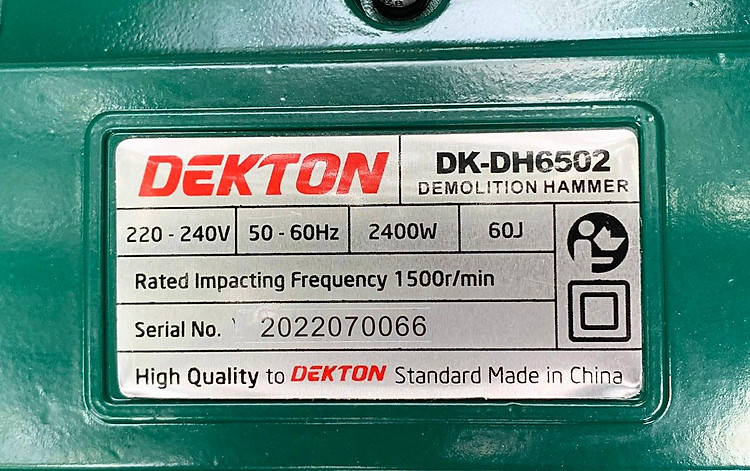 DEKTON
DK-DH6502
DEMOLITION HAMMER
220 - 240V
50 - 60Hz
2400W
60J
Rated Impacting Frequency 1500r/min
Serial No. 2022070066
High Quality to DEKTON Standard Made in China